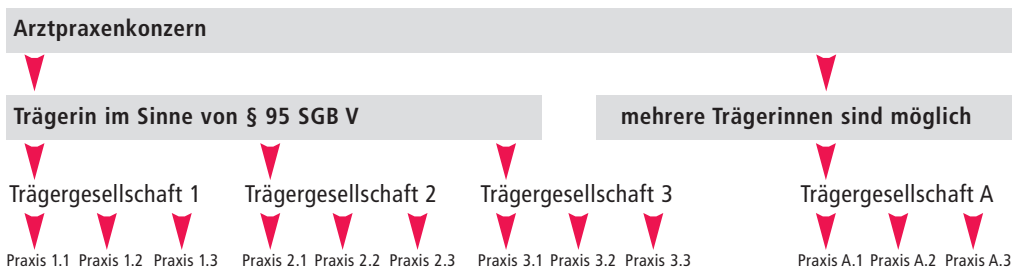 Arztpraxenkonzern
Trägerin im Sinne von § 95 SGB V
mehrere Trägerinnen sind möglich
Trägergesellschaft 1
Trägergesellschaft 2
Trägergesellschaft 3
Trägergesellschaft A
Praxis 1.1 Praxis 1.2 Praxis 1.3
Praxis 2.1 Praxis 2.2 Praxis 2.3
Praxis 3.1 Praxis 3.2 Praxis 3.3
Praxis A.1 Praxis A.2 Praxis A.3